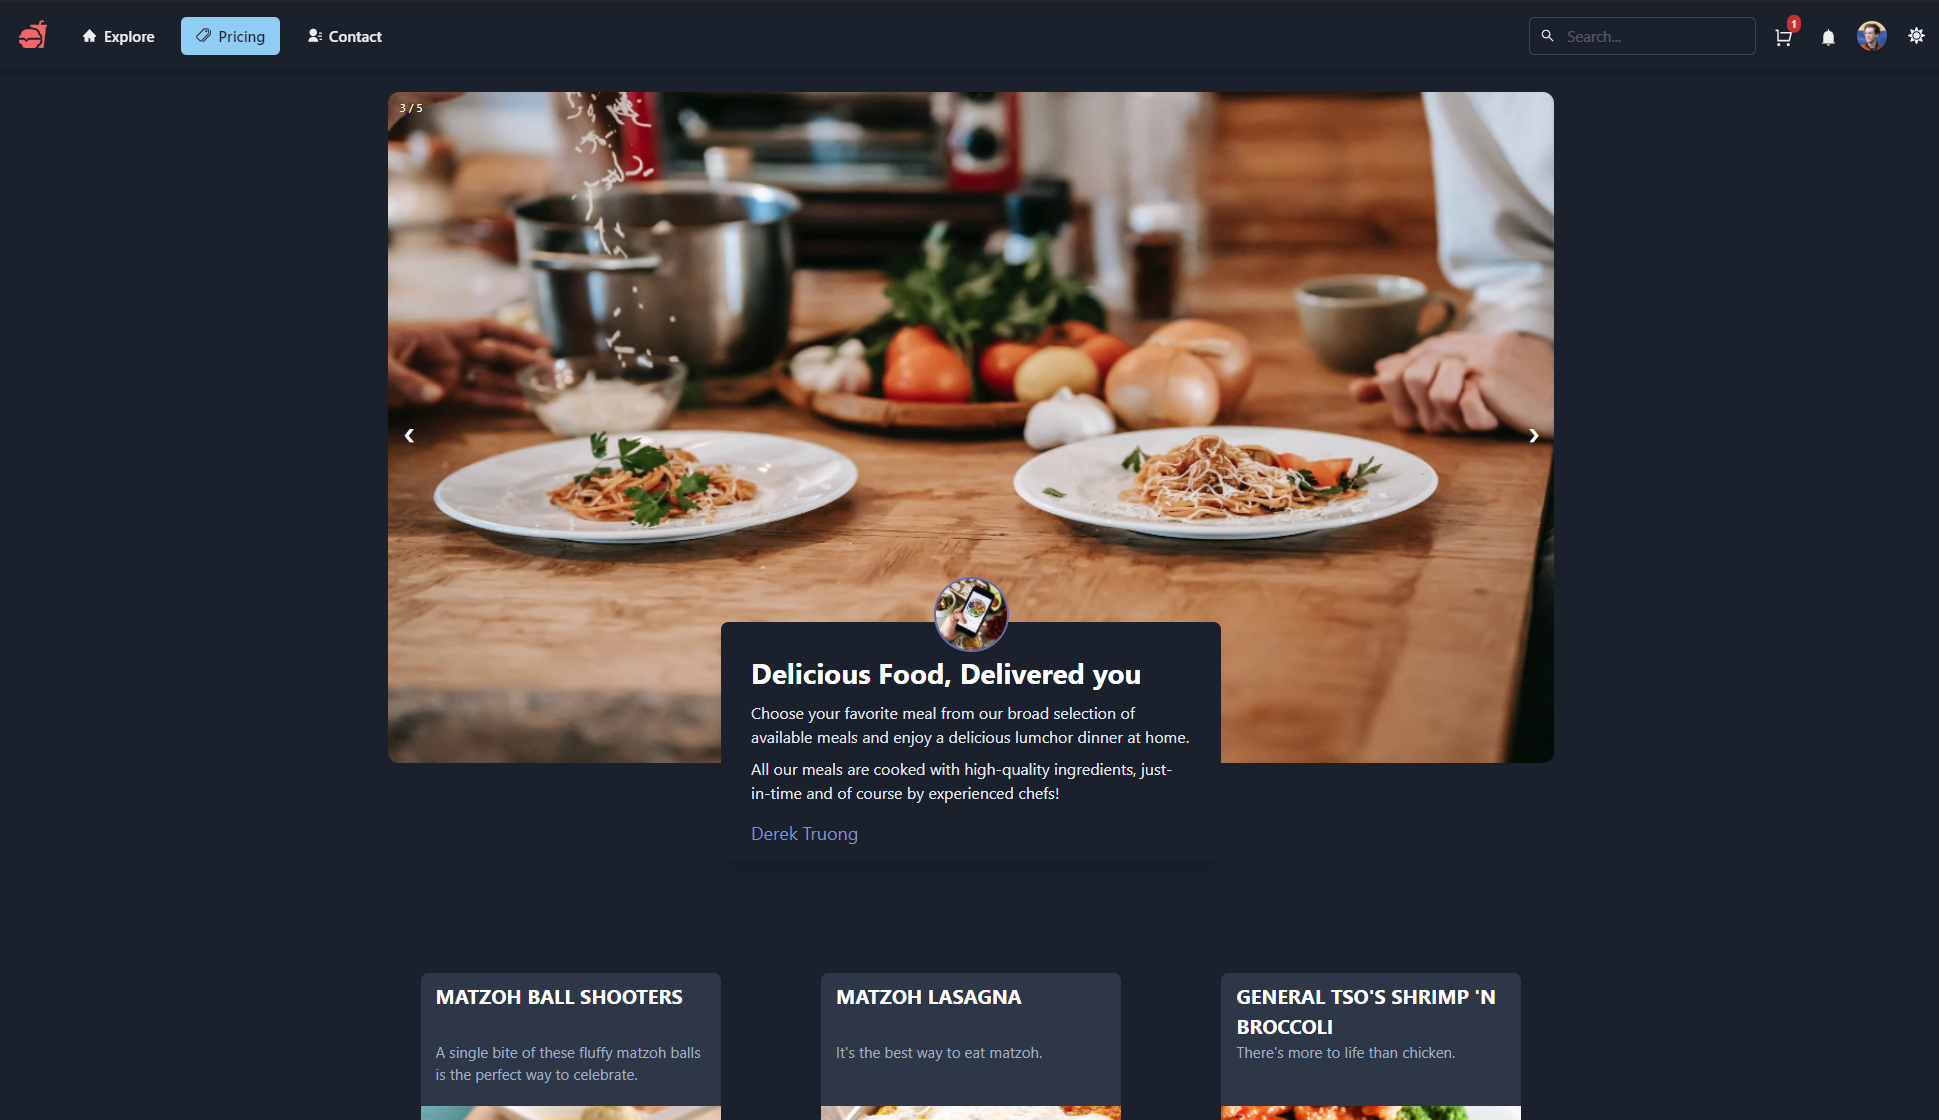 Explore
Pricing
Contact
Search...
1
3 / 5
❮
❯
Delicious Food, Delivered you
Choose your favorite meal from our broad selection of
available meals and enjoy a delicious lumchor dinner at home.
All our meals are cooked with high-quality ingredients, just-
in-time and of course by experienced chefs!
Derek Truong
MATZOH BALL SHOOTERS
A single bite of these fluffy matzoh balls
is the perfect way to celebrate.
MATZOH LASAGNA
It's the best way to eat matzoh.
GENERAL TSO'S SHRIMP 'N
BROCCOLI
There's more to life than chicken.